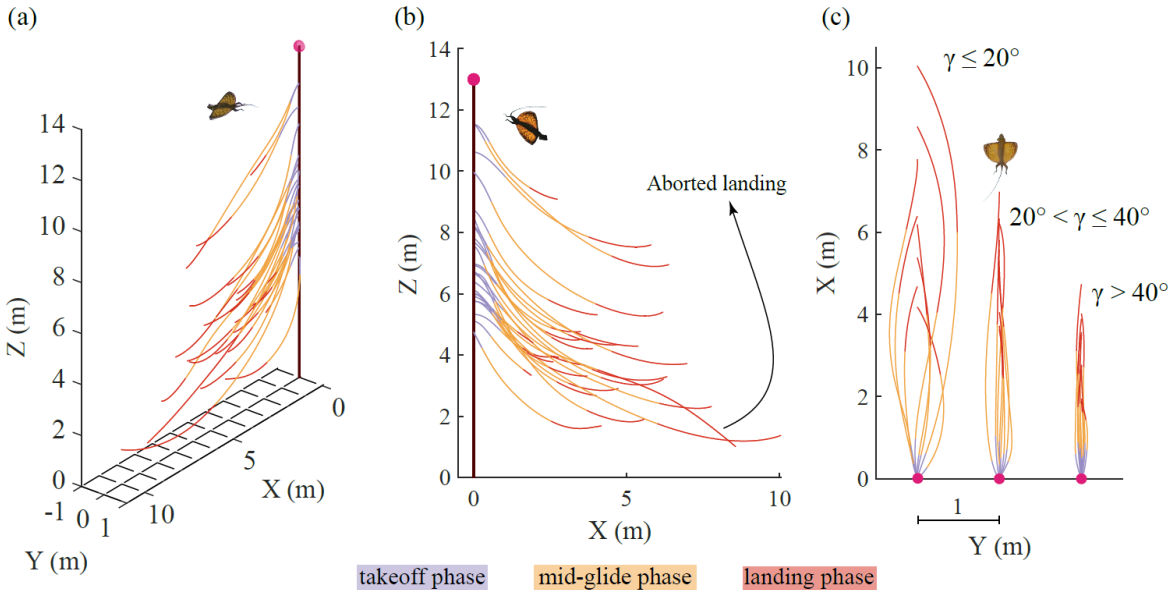 (a)
14
12
10
8
6
4
2
0
Z (m)
-1
0
1
Y (m)
10
5
0
X (m)
(b)
14
12
10
8
6
4
2
0
Z (m)
0
5
10
X (m)
Aborted landing
(c)
10
8
6
4
2
0
X (m)
γ ≤ 20°
20° < γ ≤ 40°
γ > 40°
1
Y (m)
takeoff phase
mid-glide phase
landing phase